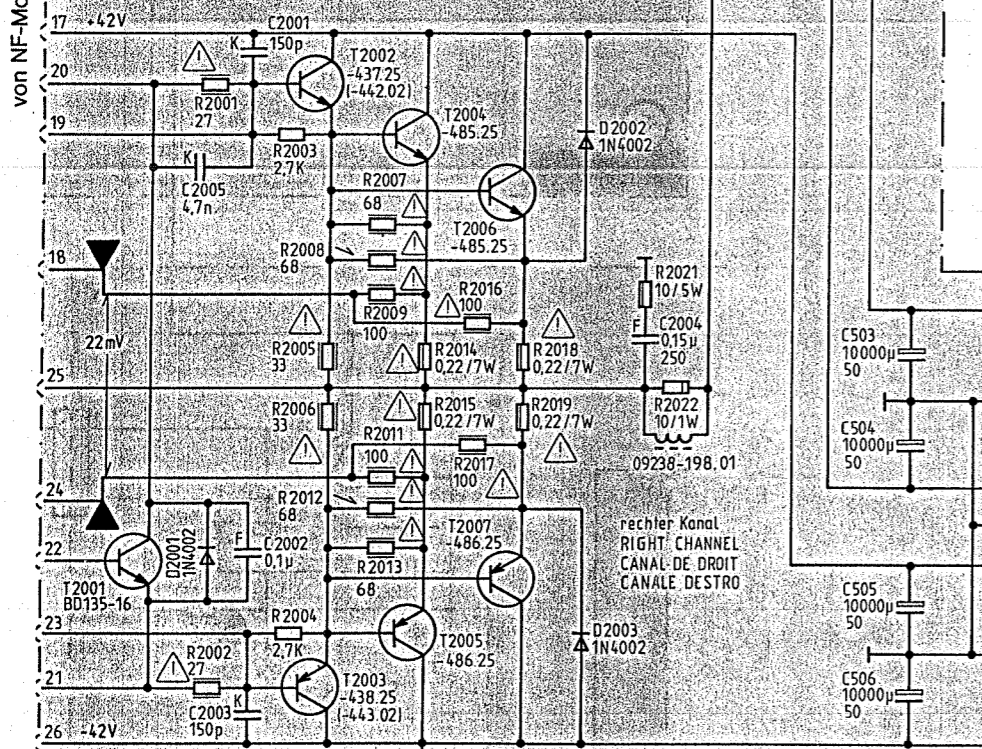 von NF-Mo
17 +42V
20
19
18
22mV
25
24
22
23
21
26 -42V
C2001
150p
K
T2002
-437.25
(-442.02)
R2001
27
T2004
-485.25
R2003
2,7K
K
C2005
4,7n
D2002
1N4002
R2007
68
T2006
-485.25
R2008
68
R2016
100
R2009
100
R2021
10/5W
F
C2004
0,15µ
250
R2005
33
R2014
0,22/7W
R2018
0,22/7W
R2006
33
R2015
0,22/7W
R2019
0,22/7W
R2022
10/1W
09238-198.01
R2011
100
R2017
100
R2012
68
D2001
1N4002
F
C2002
0,1µ
T2001
BD135-16
T2007
-486.25
R2013
68
rechter Kanal
RIGHT CHANNEL
CANAL DE DROIT
CANALE DESTRO
R2004
2,7K
T2005
-486.25
R2002
27
T2003
-438.25
(-443.02)
K
C2003
150p
D2003
1N4002
C503
10000µ
50
C504
10000µ
50
C505
10000µ
50
C506
10000µ
50